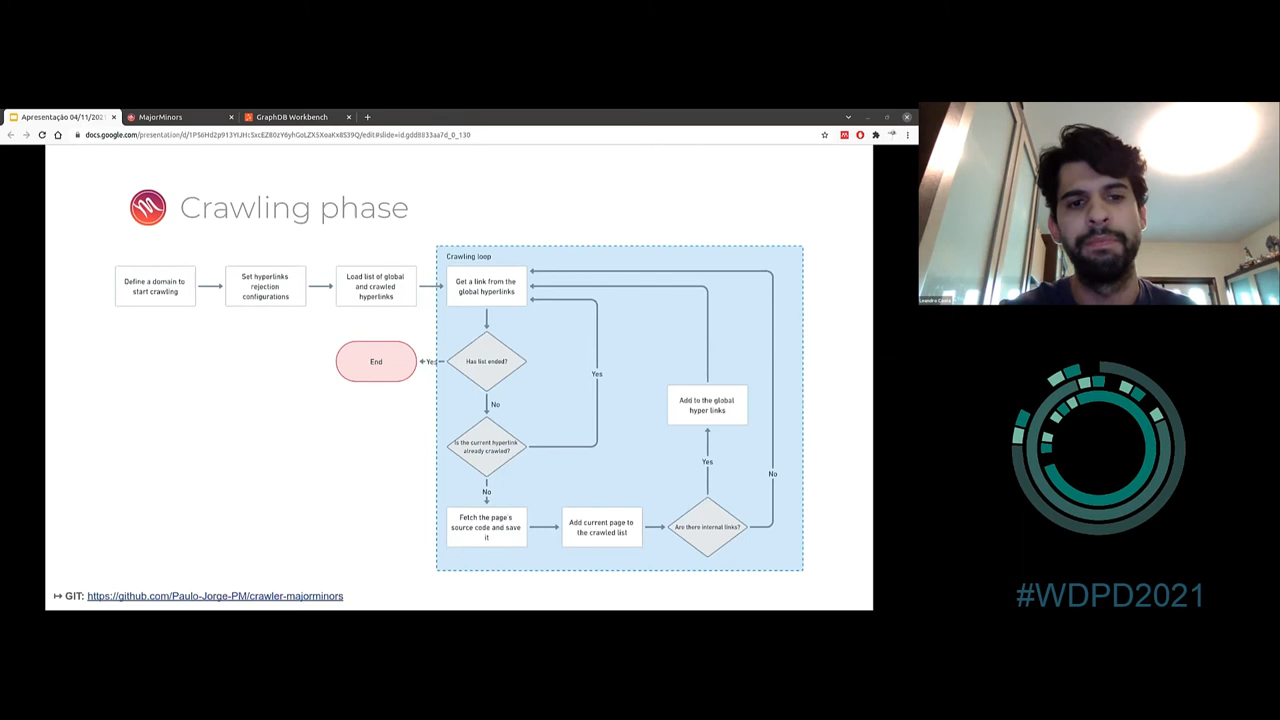 Apresentação 04/11/202
MajorMinors
GraphDB Workbench
Crawling phase
Crawling loop
Define a domain to
start crawling
Set hyperlinks
rejection
configurations
Load list of global
and crawled
hyperlinks
Get a link from the
global hyperlinks
End
Yes
Has list ended?
Yes
No
Add to the global
hyper links
Is the current hyperlink
already crawled?
Yes
No
No
Fetch the page's
source code and save
it
Add current page to
the crawled list
Are there internal links?
↦ GIT: https://github.com/Paulo-Jorge-PM/crawler-majorminors
Leandro Costa
#WDPD2021